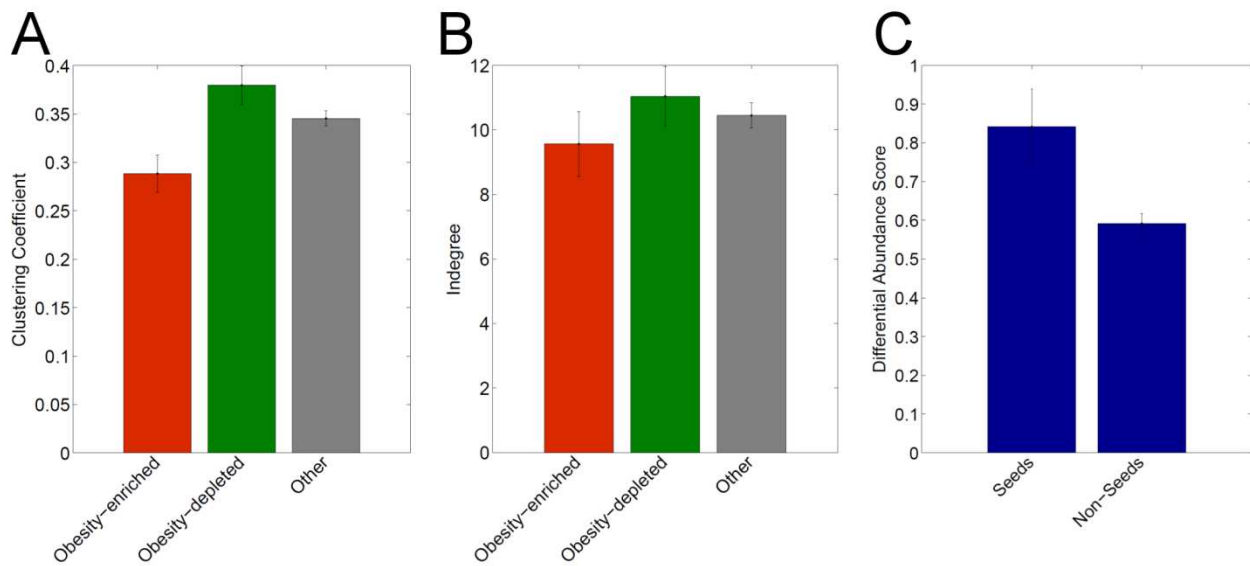 A
Clustering Coefficient
0.4
0.35
0.3
0.25
0.2
0.15
0.1
0.05
0
Obesity-enriched
Obesity-depleted
Other
B
Indegree
12
10
8
6
4
2
0
Obesity-enriched
Obesity-depleted
Other
C
Differential Abundance Score
1
0.9
0.8
0.7
0.6
0.5
0.4
0.3
0.2
0.1
0
Seeds
Non-Seeds